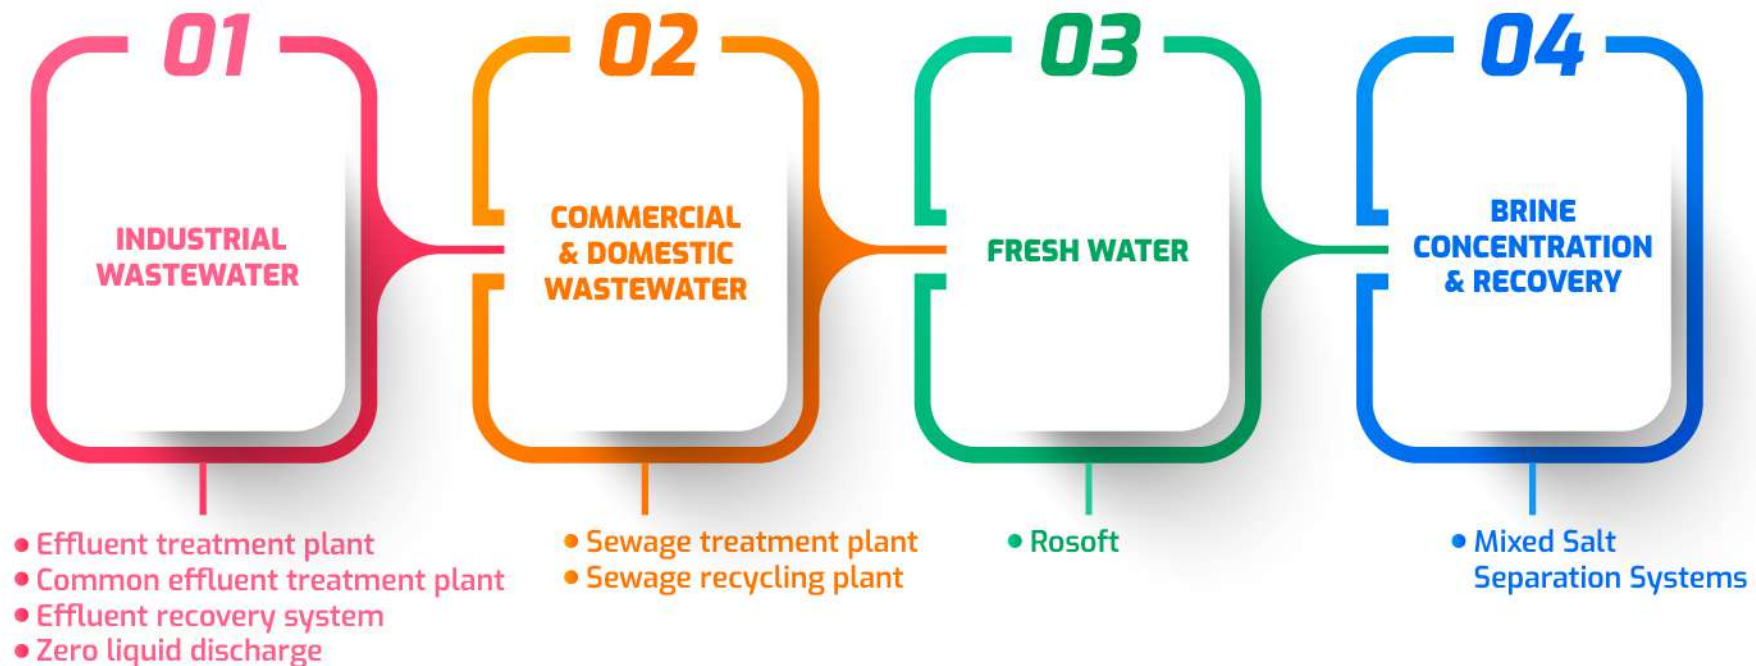 01
INDUSTRIAL
WASTEWATER
• Effluent treatment plant
• Common effluent treatment plant
• Effluent recovery system
• Zero liquid discharge
02
COMMERCIAL
& DOMESTIC
WASTEWATER
• Sewage treatment plant
• Sewage recycling plant
03
FRESH WATER
• Rosoft
04
BRINE
CONCENTRATION
& RECOVERY
• Mixed Salt
Separation Systems